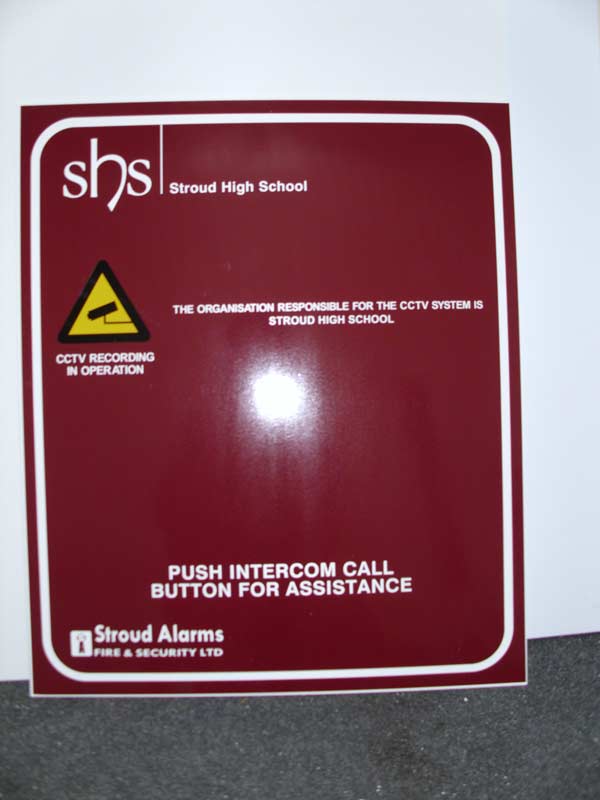 shs
Stroud High School
THE ORGANISATION RESPONSIBLE FOR THE CCTV SYSTEM IS
STROUD HIGH SCHOOL
CCTV RECORDING
IN OPERATION
PUSH INTERCOM CALL
BUTTON FOR ASSISTANCE
Stroud Alarms
FIRE & SECURITY LTD